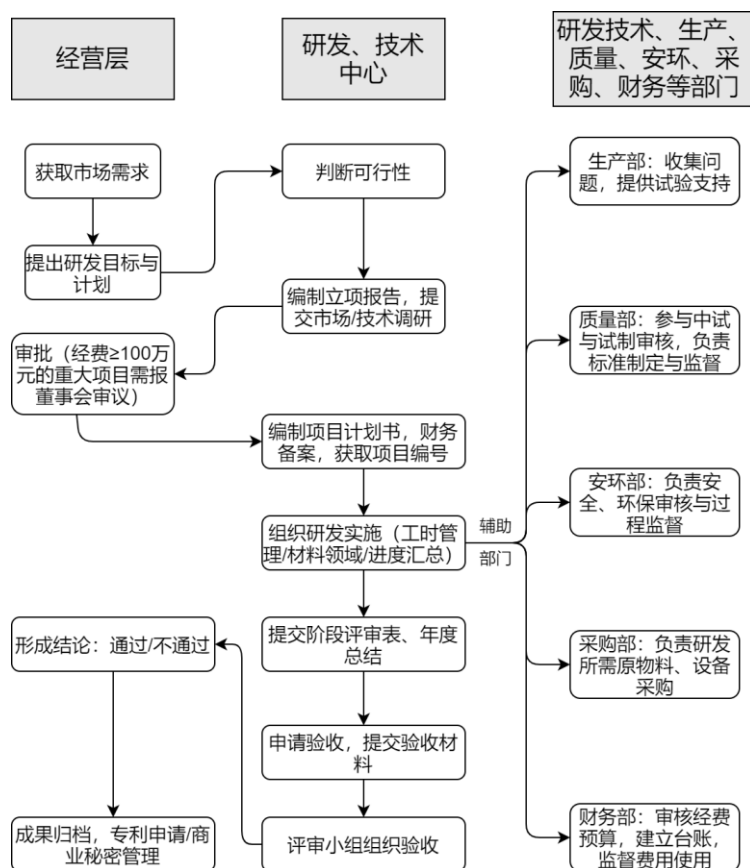 经营层
研发、技术
中心
研发技术、生产、
质量、安环、采
购、财务等部门
获取市场需求
提出研发目标与
计划
判断可行性
编制立项报告，提
交市场/技术调研
审批（经费≥100万
元的重大项目需报
董事会审议）
编制项目计划书，财务
备案，获取项目编号
组织研发实施（工时管
理/材料领域/进度汇总）
辅助
部门
生产部：收集问
题，提供试验支持
质量部：参与中试
与试制审核，负责
标准制定与监督
安环部：负责安
全、环保审核与过
程监督
采购部：负责研发
所需原物料、设备
采购
财务部：审核经费
预算，建立台账，
监督费用使用
提交阶段评审表、年度
总结
申请验收，提交验收材
料
评审小组组织验收
形成结论：通过/不通过
成果归档，专利申请/商
业秘密管理